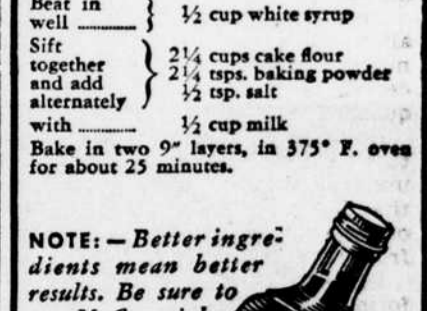 Beat in
well ............ } ½ cup white syrup
Sift
together
and add
alternately } 2¼ cups cake flour
2¼ tsps. baking powder
½ tsp. salt
with ............ ½ cup milk
Bake in two 9" layers, in 375° F. oven
for about 25 minutes.
NOTE: — Better ingre-
dients mean better
results. Be sure to